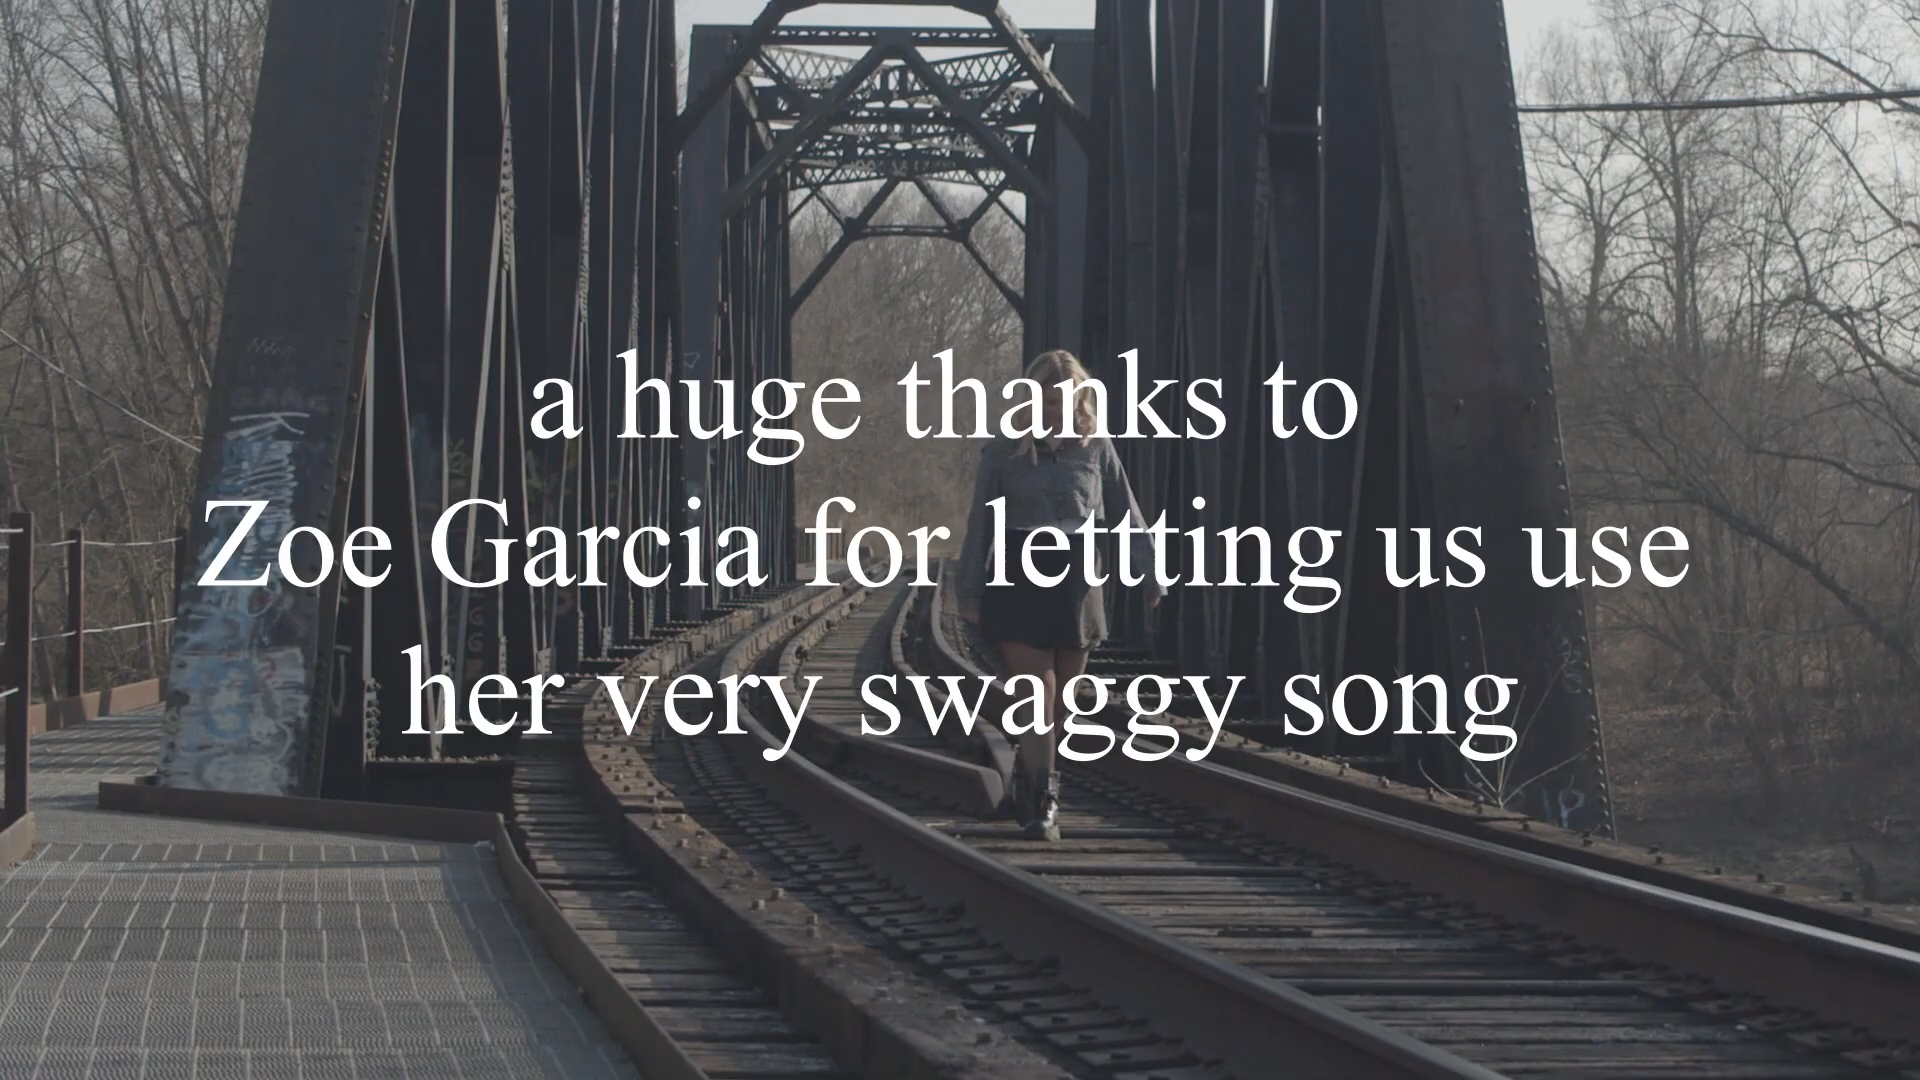 a huge thanks to
Zoe Garcia for lettting us use
her very swaggy song